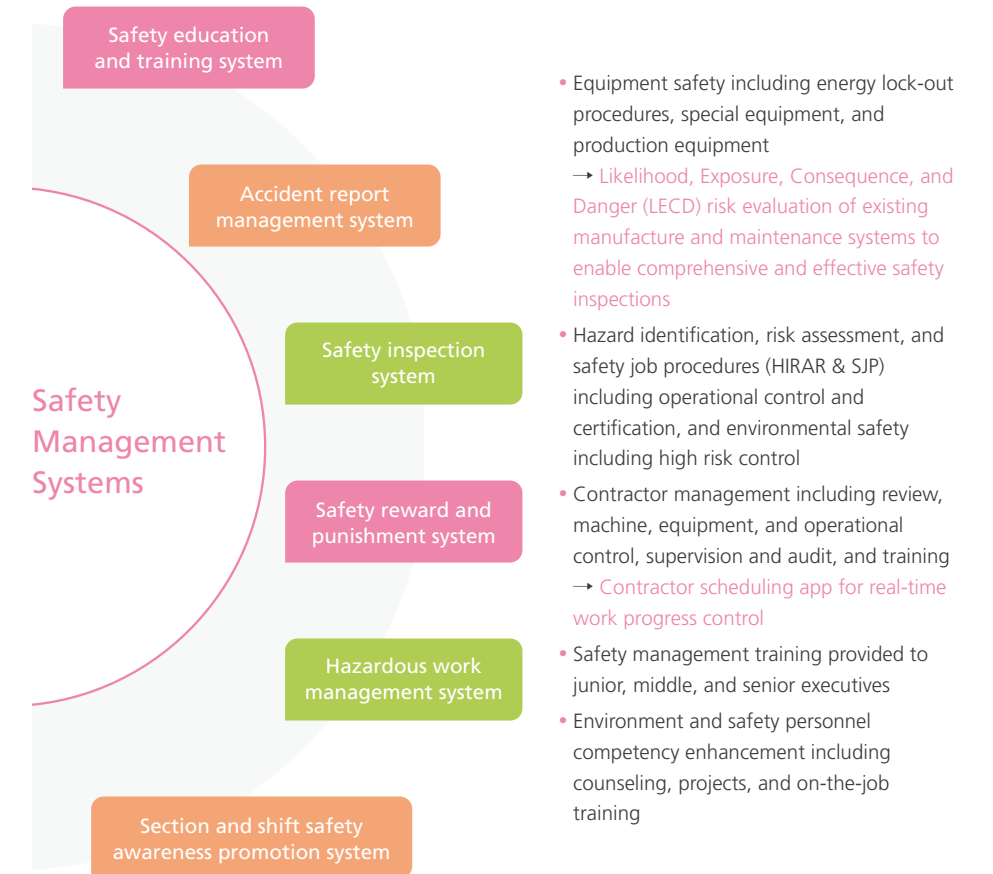 Safety education
and training system
Accident report
management system
Safety inspection
system
Safety Management Systems
Safety reward and
punishment system
Hazardous work
management system
Section and shift safety
awareness promotion system
• Equipment safety including energy lock-out
procedures, special equipment, and
production equipment
→ Likelihood, Exposure, Consequence, and
Danger (LECD) risk evaluation of existing
manufacture and maintenance systems to
enable comprehensive and effective safety
inspections
• Hazard identification, risk assessment, and
safety job procedures (HIRAR & SJP)
including operational control and
certification, and environmental safety
including high risk control
• Contractor management including review,
machine, equipment, and operational
control, supervision and audit, and training
→ Contractor scheduling app for real-time
work progress control
• Safety management training provided to
junior, middle, and senior executives
• Environment and safety personnel
competency enhancement including
counseling, projects, and on-the-job
training